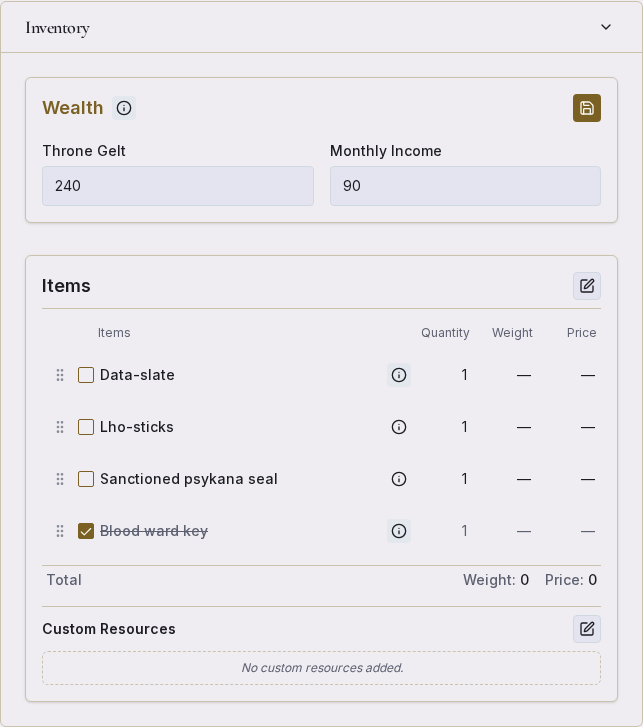 Inventory
Wealth
Throne Gelt Monthly Income
240 90
Items
Items Quantity Weight Price
Data-slate 1 — —
Lho-sticks 1 — —
Sanctioned psykana seal 1 — —
Blood ward key 1 — —
Total Weight: 0 Price: 0
Custom Resources
No custom resources added.